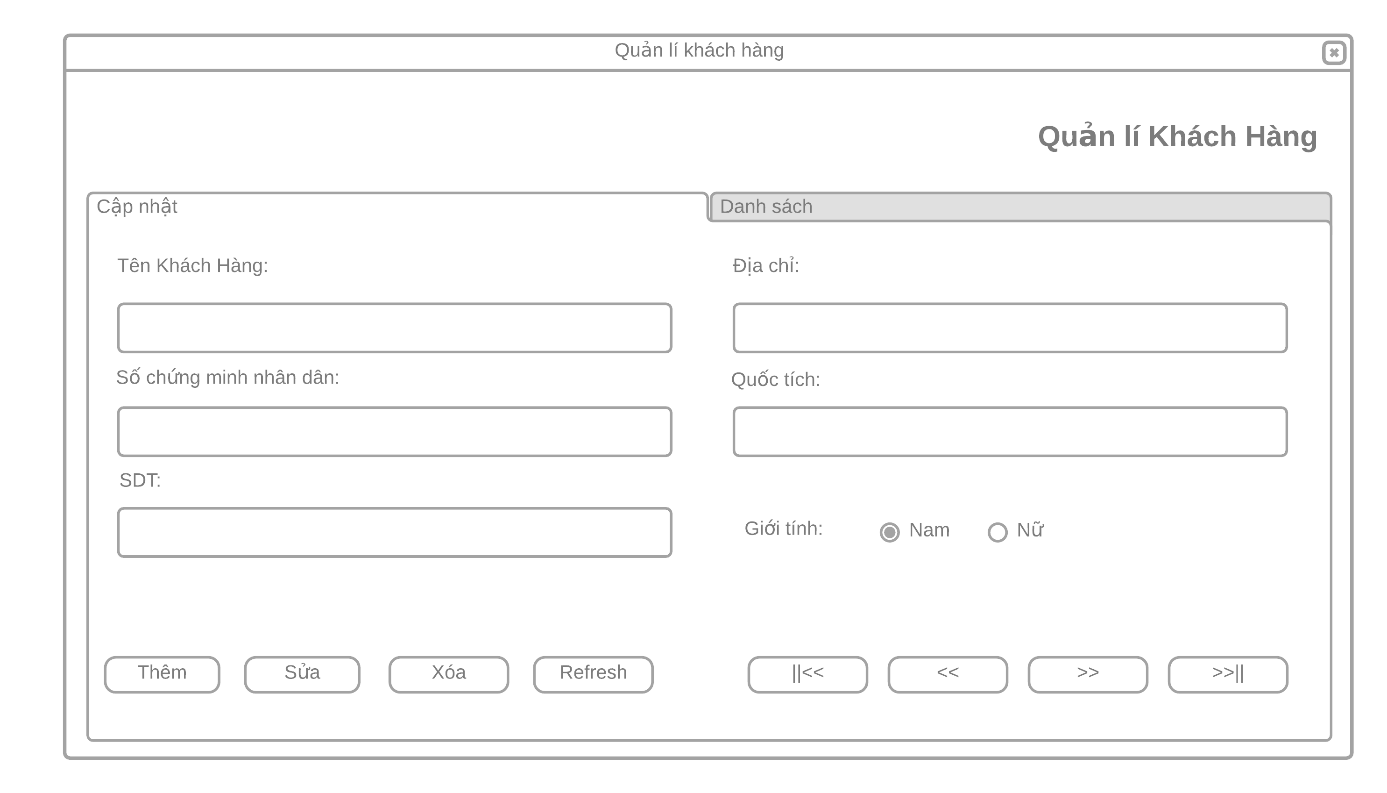 Quản lí khách hàng
Quản lí Khách Hàng
Cập nhật
Danh sách
Tên Khách Hàng:
Địa chỉ:
Số chứng minh nhân dân:
Quốc tích:
SDT:
Giới tính:
Nam
Nữ
Thêm
Sửa
Xóa
Refresh
||<<
<<
>>
>>||